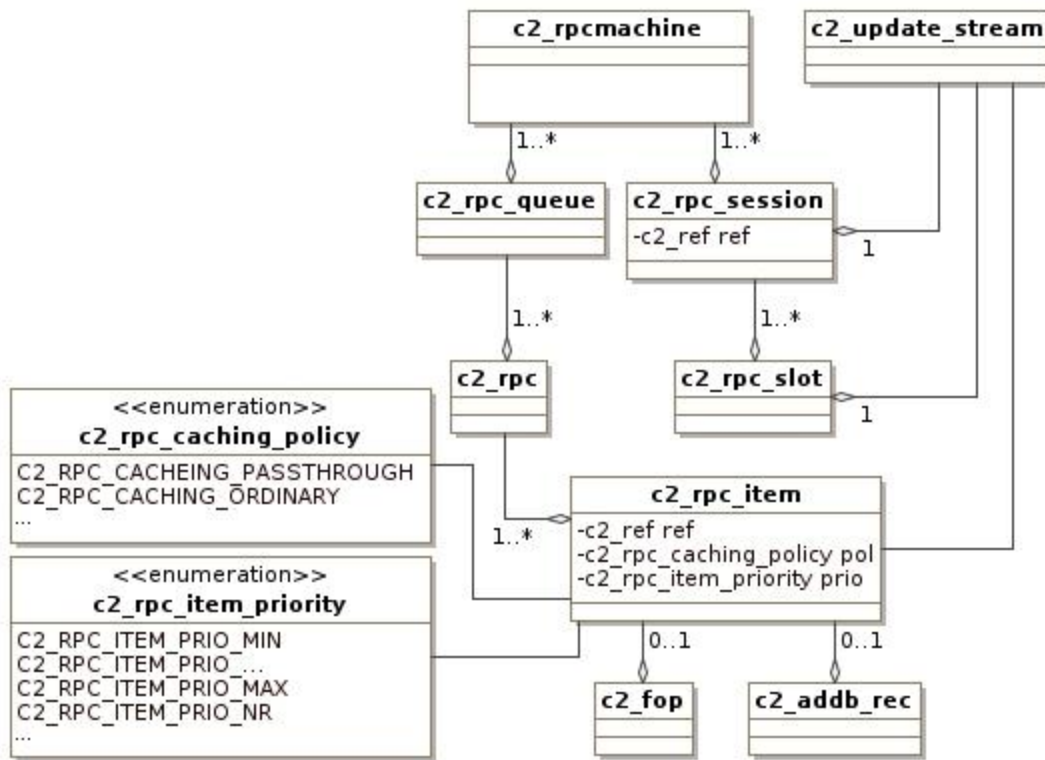 c2_rpcmachine
c2_update_stream
1..*
1..*
c2_rpc_queue
c2_rpc_session
-c2_ref ref
1
1..*
1..*
c2_rpc
c2_rpc_slot
1
<<enumeration>>
c2_rpc_caching_policy
C2_RPC_CACHEING_PASSTHROUGH
C2_RPC_CACHING_ORDINARY
...
1..*
c2_rpc_item
-c2_ref ref
-c2_rpc_caching_policy pol
-c2_rpc_item_priority prio
<<enumeration>>
c2_rpc_item_priority
C2_RPC_ITEM_PRIO_MIN
C2_RPC_ITEM_PRIO_...
C2_RPC_ITEM_PRIO_MAX
C2_RPC_ITEM_PRIO_NR
...
0..1
0..1
c2_fop
c2_addb_rec